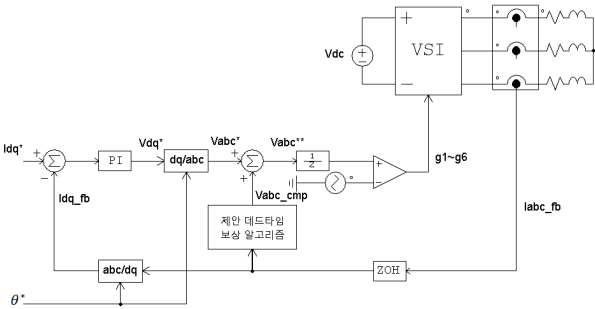 Vdc
+
−
VSI
g1~g6
Iabc_fb
Idq*
+
−
Σ
PI
Vdq*
dq/abc
Vabc*
+
+
Σ
Vabc**
1/Z
+
−
Idq_fb
Vabc_cmp
제안 데드타임
보상 알고리즘
abc/dq
ZOH
θ*